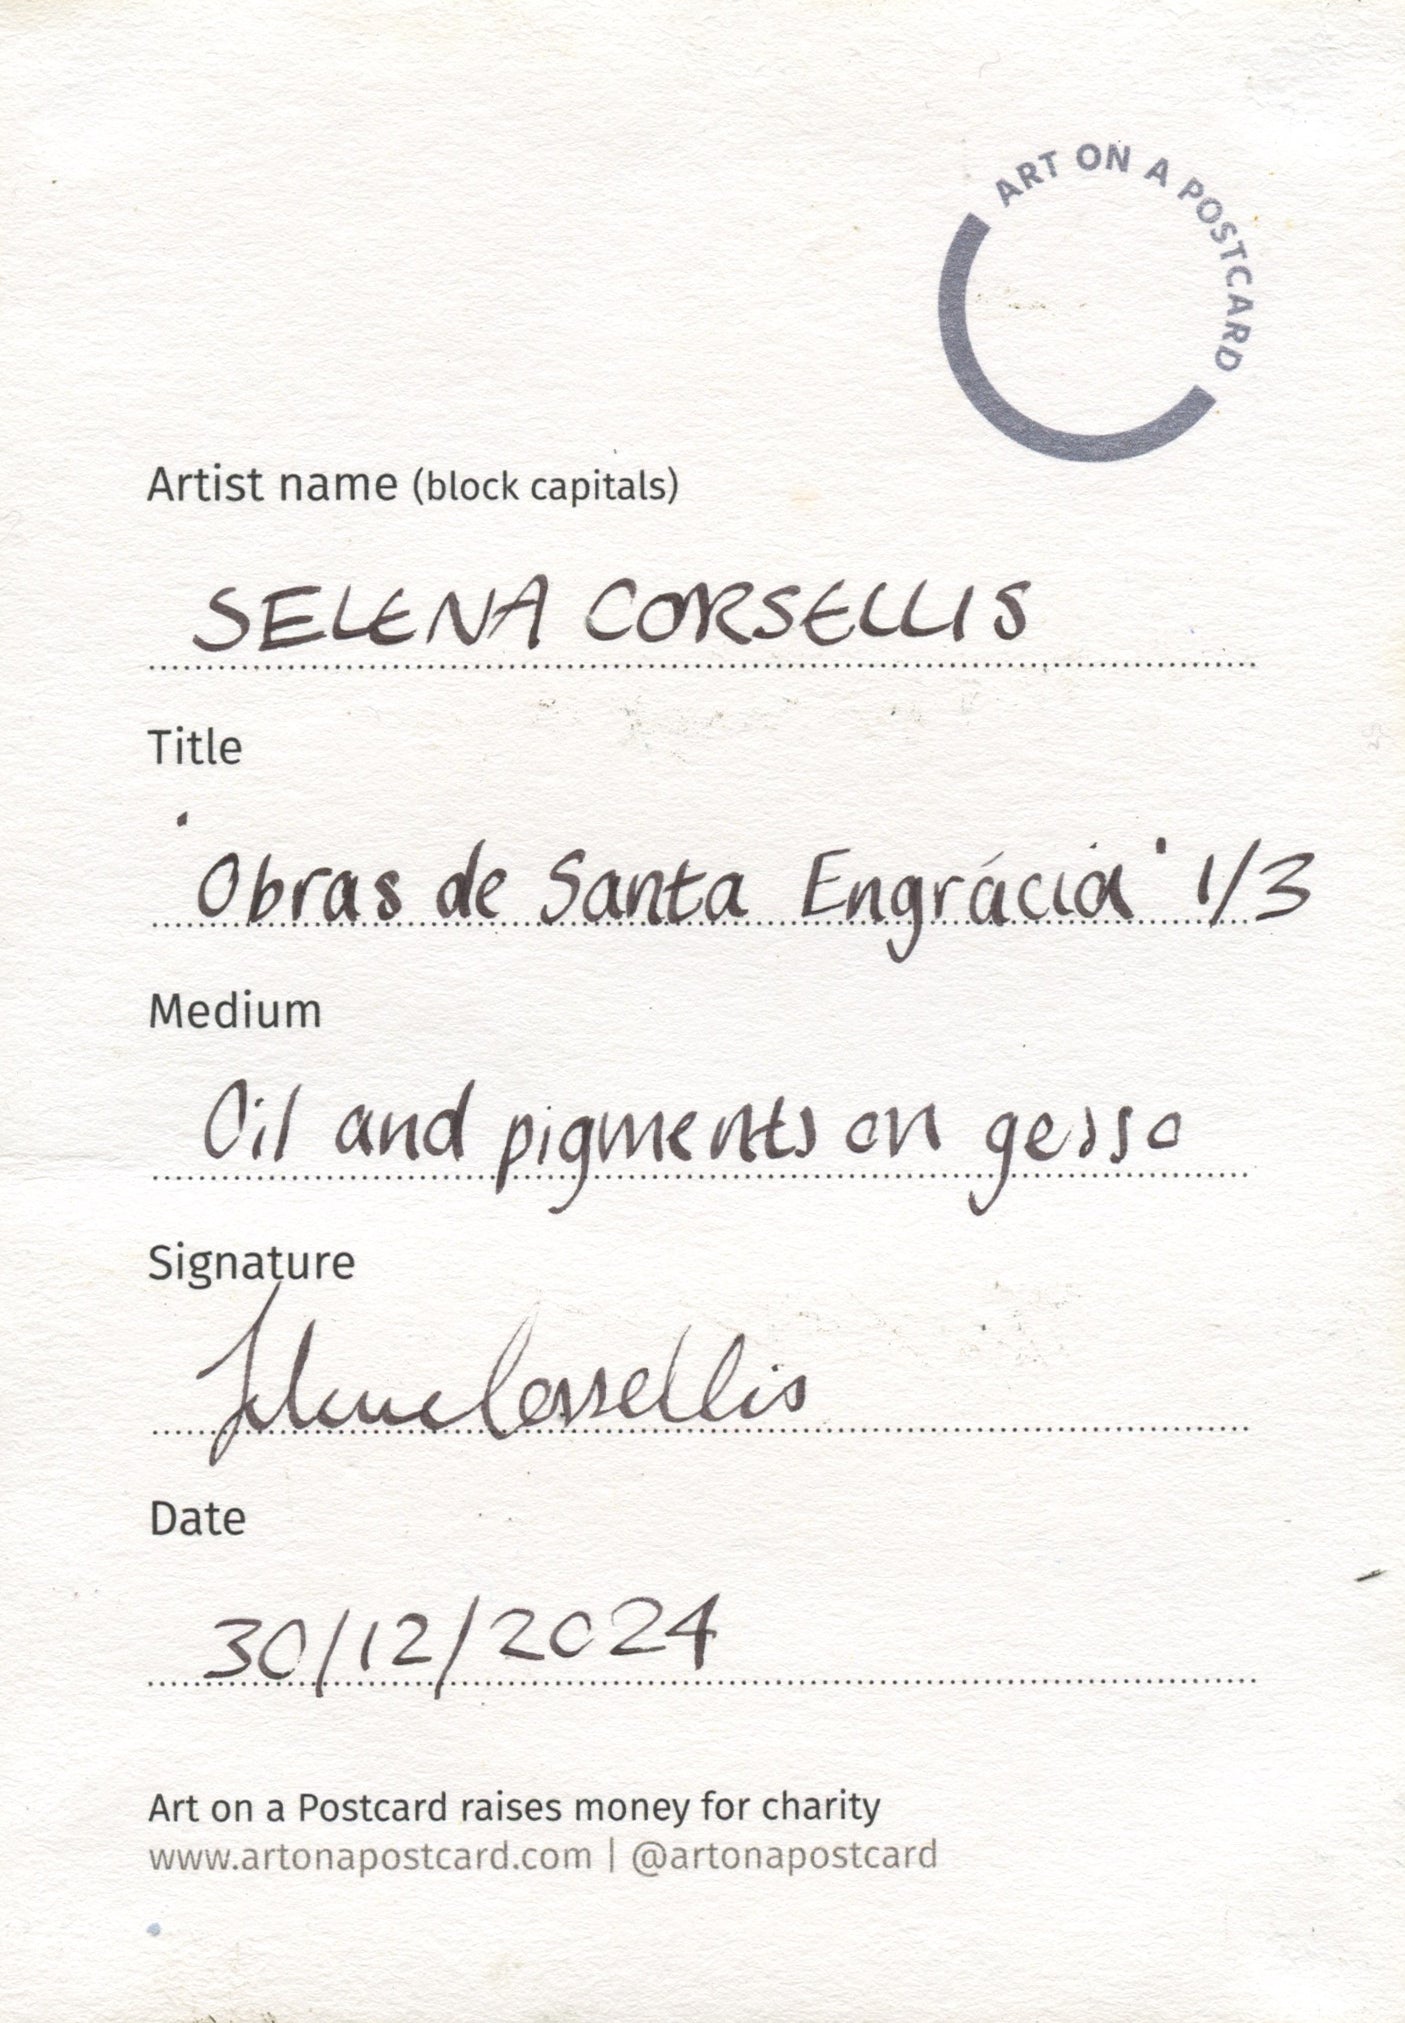 ART ON A POSTCARD
Artist name (block capitals)
SELENA CORSELLIS
Title
'Obras de Santa Engrácia' 1/3
Medium
Oil and pigments on gesso
Signature
Selena Corsellis
Date
30/12/2024
Art on a Postcard raises money for charity
www.artonapostcard.com | @artonapostcard